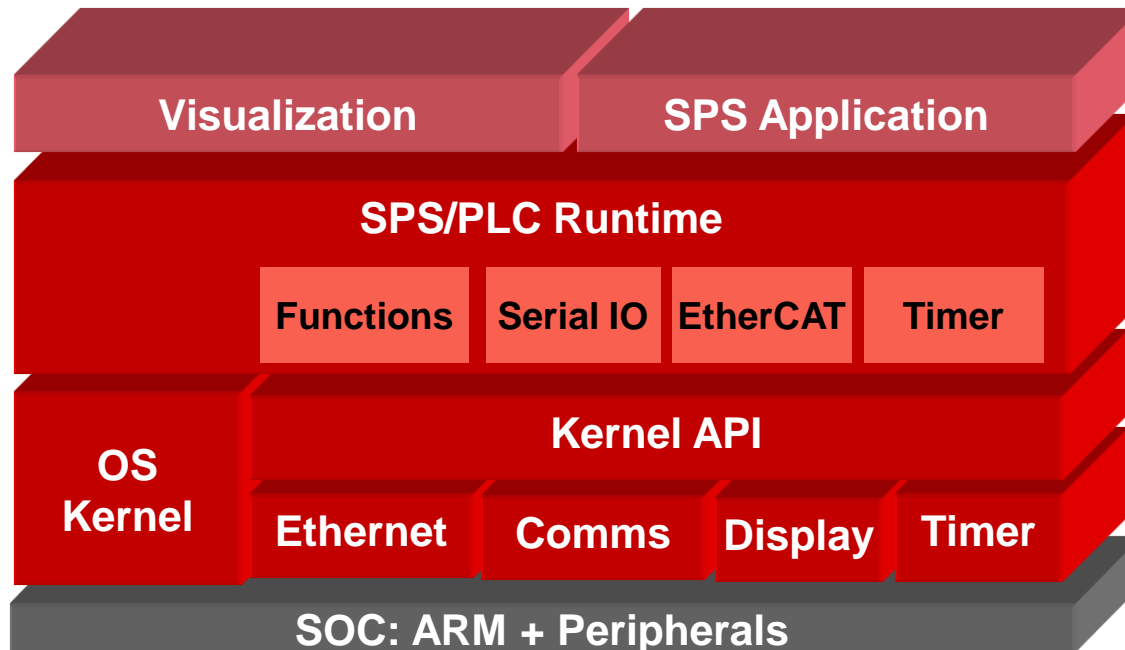 Visualization
SPS Application
SPS/PLC Runtime
Functions
Serial IO
EtherCAT
Timer
OS
Kernel
Kernel API
Ethernet
Comms
Display
Timer
SOC: ARM + Peripherals